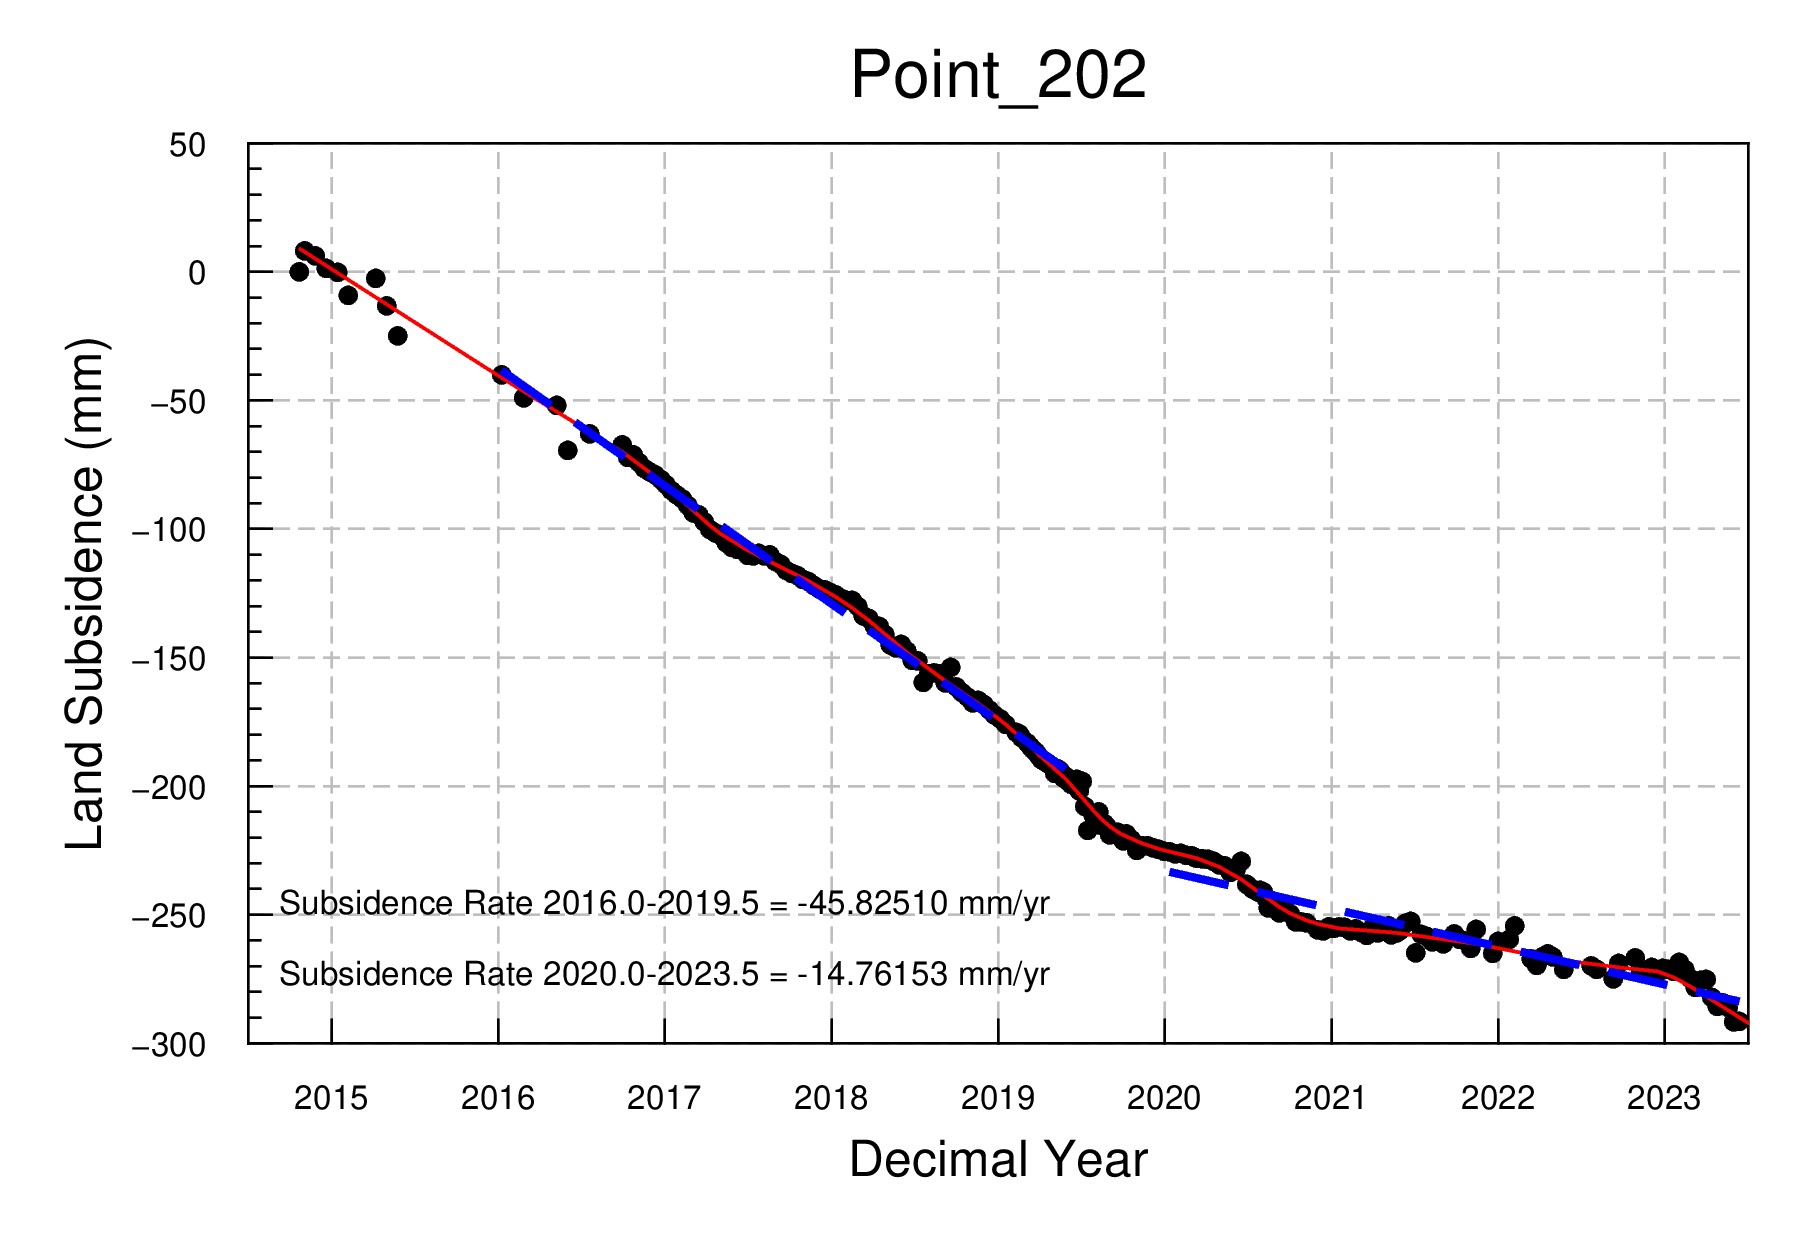 Point_202
50
0
−50
−100
−150
−200
−250
−300
Land Subsidence (mm)
Subsidence Rate 2016.0-2019.5 = -45.82510 mm/yr
Subsidence Rate 2020.0-2023.5 = -14.76153 mm/yr
2015 2016 2017 2018 2019 2020 2021 2022 2023
Decimal Year